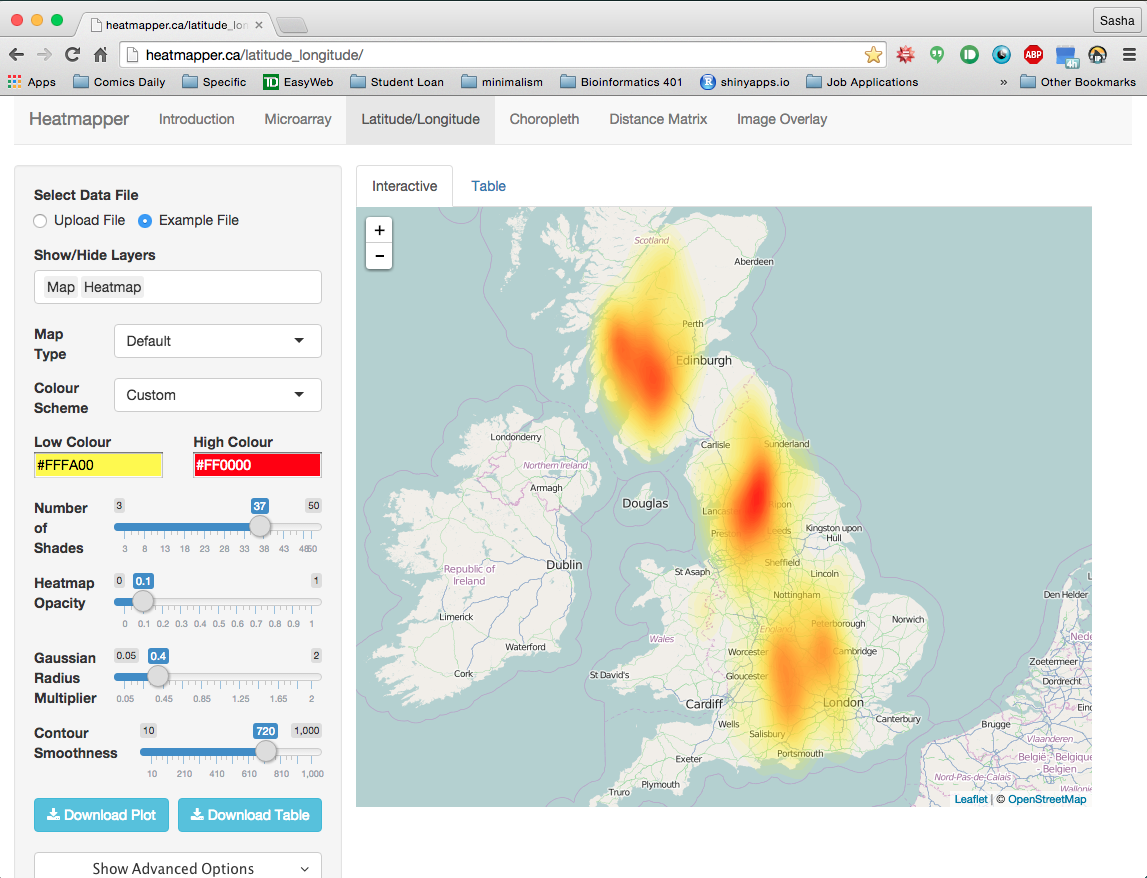 heatmapper.ca/latitude_lon
Sasha
heatmapper.ca/latitude_longitude/
ABP
4h
Apps Comics Daily Specific TD EasyWeb Student Loan minimalism Bioinformatics 401 shinyapps.io Job Applications » Other Bookmarks
Heatmapper Introduction Microarray Latitude/Longitude Choropleth Distance Matrix Image Overlay
Select Data File
Upload File Example File
Show/Hide Layers
Map Heatmap
Map Type
Default
Colour Scheme
Custom
Low Colour High Colour
#FFFA00 #FF0000
Number of Shades
3 37 50
3 8 13 18 23 28 33 38 43 48 50
Heatmap Opacity
0 0.1 1
0 0.1 0.2 0.3 0.4 0.5 0.6 0.7 0.8 0.9 1
Gaussian Radius Multiplier
0.05 0.4 2
0.05 0.45 0.85 1.25 1.65 2
Contour Smoothness
10 720 1,000
10 210 410 610 810 1,000
Download Plot Download Table
Show Advanced Options
Interactive Table
+
−
Scotland
Aberdeen
Perth
Edinburgh
Londonderry
Carlisle
Sunderland
Northern Ireland
Armagh
Douglas
Lancas
Ripon
Preston
Leeds
Kingston upon Hull
Republic of Ireland
Dublin
St Asaph
Sheffield
Lincoln
Nottingham
Limerick
Waterford
Cork
Wales
England
Peterborough
Norwich
Worcester
Cambridge
St David's
Gloucester
Cardiff
London
Wells
Canterbury
Salisbury
Exeter
Portsmouth
Plymouth
Truro
Den Helder
Nede
Zoetermeer
Dordrecht
Brugge
Eind
Vlaanderen
België - Belgique - Belgien
Nord-Pas-de-Calais
Wallonie
Leaflet | © OpenStreetMap